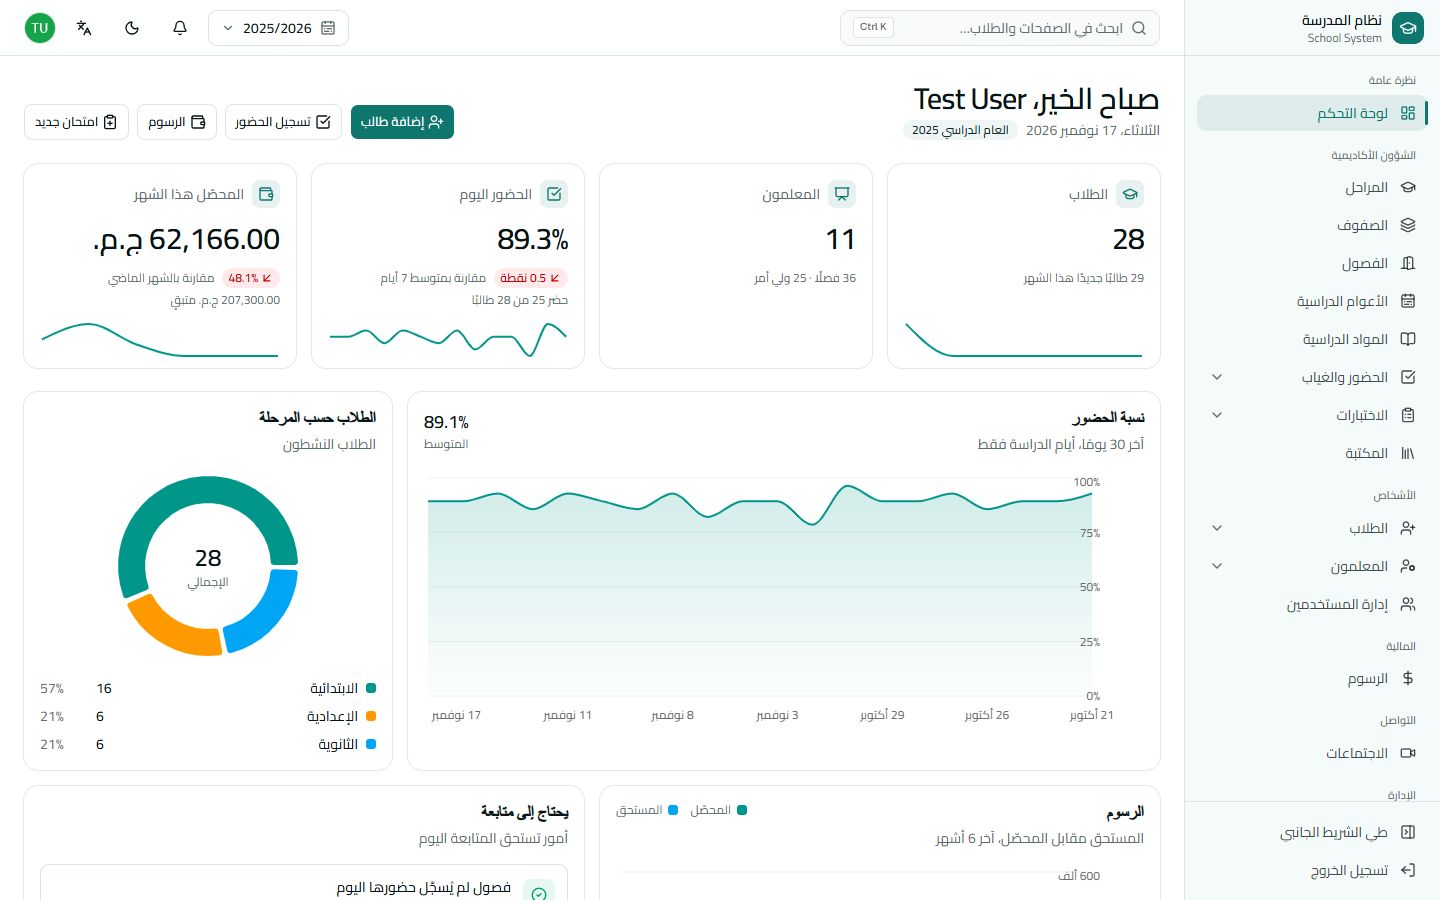 نظام المدرسة
School System
نظرة عامة
لوحة التحكم
الشؤون الأكاديمية
المراحل
الصفوف
الفصول
الأعوام الدراسية
المواد الدراسية
الحضور والغياب
الاختبارات
المكتبة
الأشخاص
الطلاب
المعلمون
إدارة المستخدمين
المالية
الرسوم
التواصل
الاجتماعات
الإدارة
طي الشريط الجانبي
تسجيل الخروج
ابحث في الصفحات والطلاب...
Ctrl K
2025/2026
TU
صباح الخير، Test User
الثلاثاء، 17 نوفمبر 2026
العام الدراسي 2025
إضافة طالب
تسجيل الحضور
الرسوم
امتحان جديد
الطلاب
28
29 طالبًا جديدًا هذا الشهر
المعلمون
11
36 فصلًا · 25 ولي أمر
الحضور اليوم
89.3%
0.5 نقطة مقارنة بمتوسط 7 أيام
حضر 25 من 28 طالبًا
المحصّل هذا الشهر
62,166.00 ج.م.
48.1% مقارنة بالشهر الماضي
207,300.00 ج.م. متبقٍ
نسبة الحضور
آخر 30 يومًا، أيام الدراسة فقط
89.1%
المتوسط
100%
75%
50%
25%
0%
21 أكتوبر
26 أكتوبر
29 أكتوبر
3 نوفمبر
8 نوفمبر
11 نوفمبر
17 نوفمبر
الطلاب حسب المرحلة
الطلاب النشطون
28
الإجمالي
الابتدائية 16 57%
الإعدادية 6 21%
الثانوية 6 21%
الرسوم
المستحق مقابل المحصّل، آخر 6 أشهر
المحصّل
المستحق
600 ألف
يحتاج إلى متابعة
أمور تستحق المتابعة اليوم
فصول لم يُسجَّل حضورها اليوم